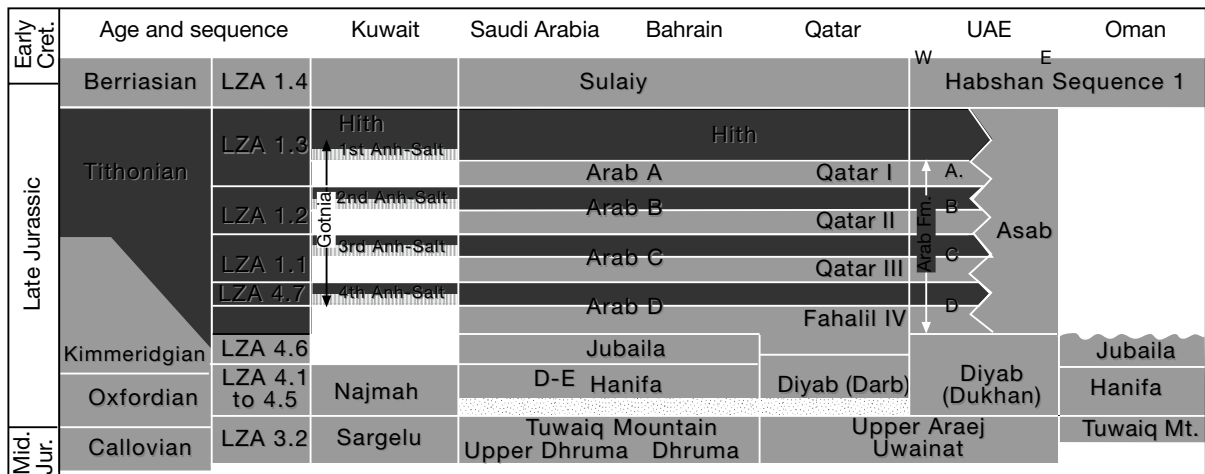 Early Cret.
Age and sequence Kuwait Saudi Arabia Bahrain Qatar UAE Oman
W E
Berriasian LZA 1.4 Sulaiy Habshan Sequence 1
Late Jurassic
Tithonian
LZA 1.3 Hith Hith
1st Anh-Salt
Arab A Qatar I A.
Gotnia
Arab Fm.
LZA 1.2 2nd Anh-Salt Arab B Qatar II B
Asab
LZA 1.1 3rd Anh-Salt Arab C Qatar III C
LZA 4.7 4th Anh-Salt Arab D Fahalil IV D
Kimmeridgian LZA 4.6 Jubaila Jubaila
Oxfordian LZA 4.1 to 4.5 Najmah D-E Hanifa Diyab (Darb) Diyab (Dukhan) Hanifa
Mid. Jur.
Callovian LZA 3.2 Sargelu Tuwaiq Mountain Upper Araej Tuwaiq Mt.
Upper Dhruma Dhruma Uwainat